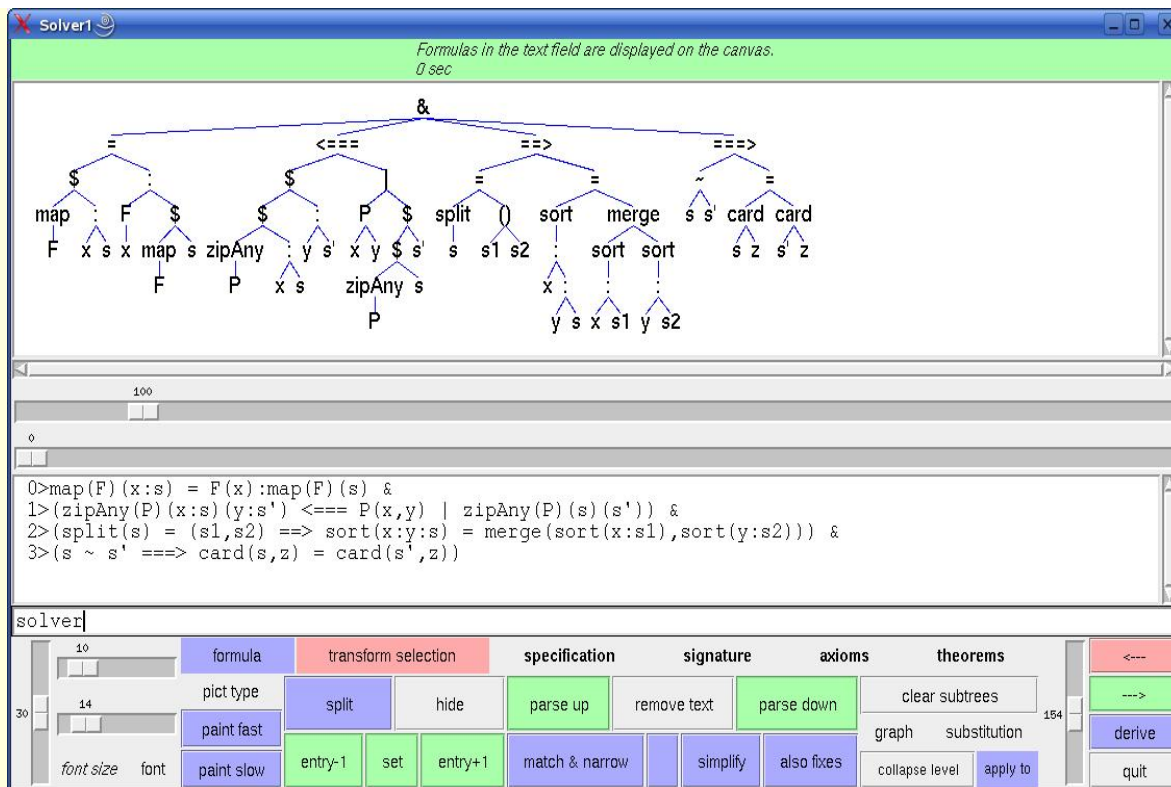 Solver1
Formulas in the text field are displayed on the canvas.
0 sec
&
= <=== ==> ===>
$ : $ | = = ~ =
map : F $ $ : P $ split () sort merge s s' card card
F x s x map s zipAny : y s' x y $ s' s s1 s2 : sort sort s z s' z
F P x s zipAny s x : : :
P y s x s1 y s2
100
0
0>map(F)(x:s) = F(x):map(F)(s) &
1>(zipAny(P)(x:s)(y:s') <=== P(x,y) | zipAny(P)(s)(s')) &
2>(split(s) = (s1,s2) ==> sort(x:y:s) = merge(sort(x:s1),sort(y:s2))) &
3>(s ~ s' ===> card(s,z) = card(s',z))
solver
10 formula transform selection specification signature axioms theorems <---
pict type split hide parse up remove text parse down clear subtrees --->
30 14 paint fast graph substitution 154 derive
entry-1 set entry+1 match & narrow simplify also fixes
font size font paint slow collapse level apply to quit